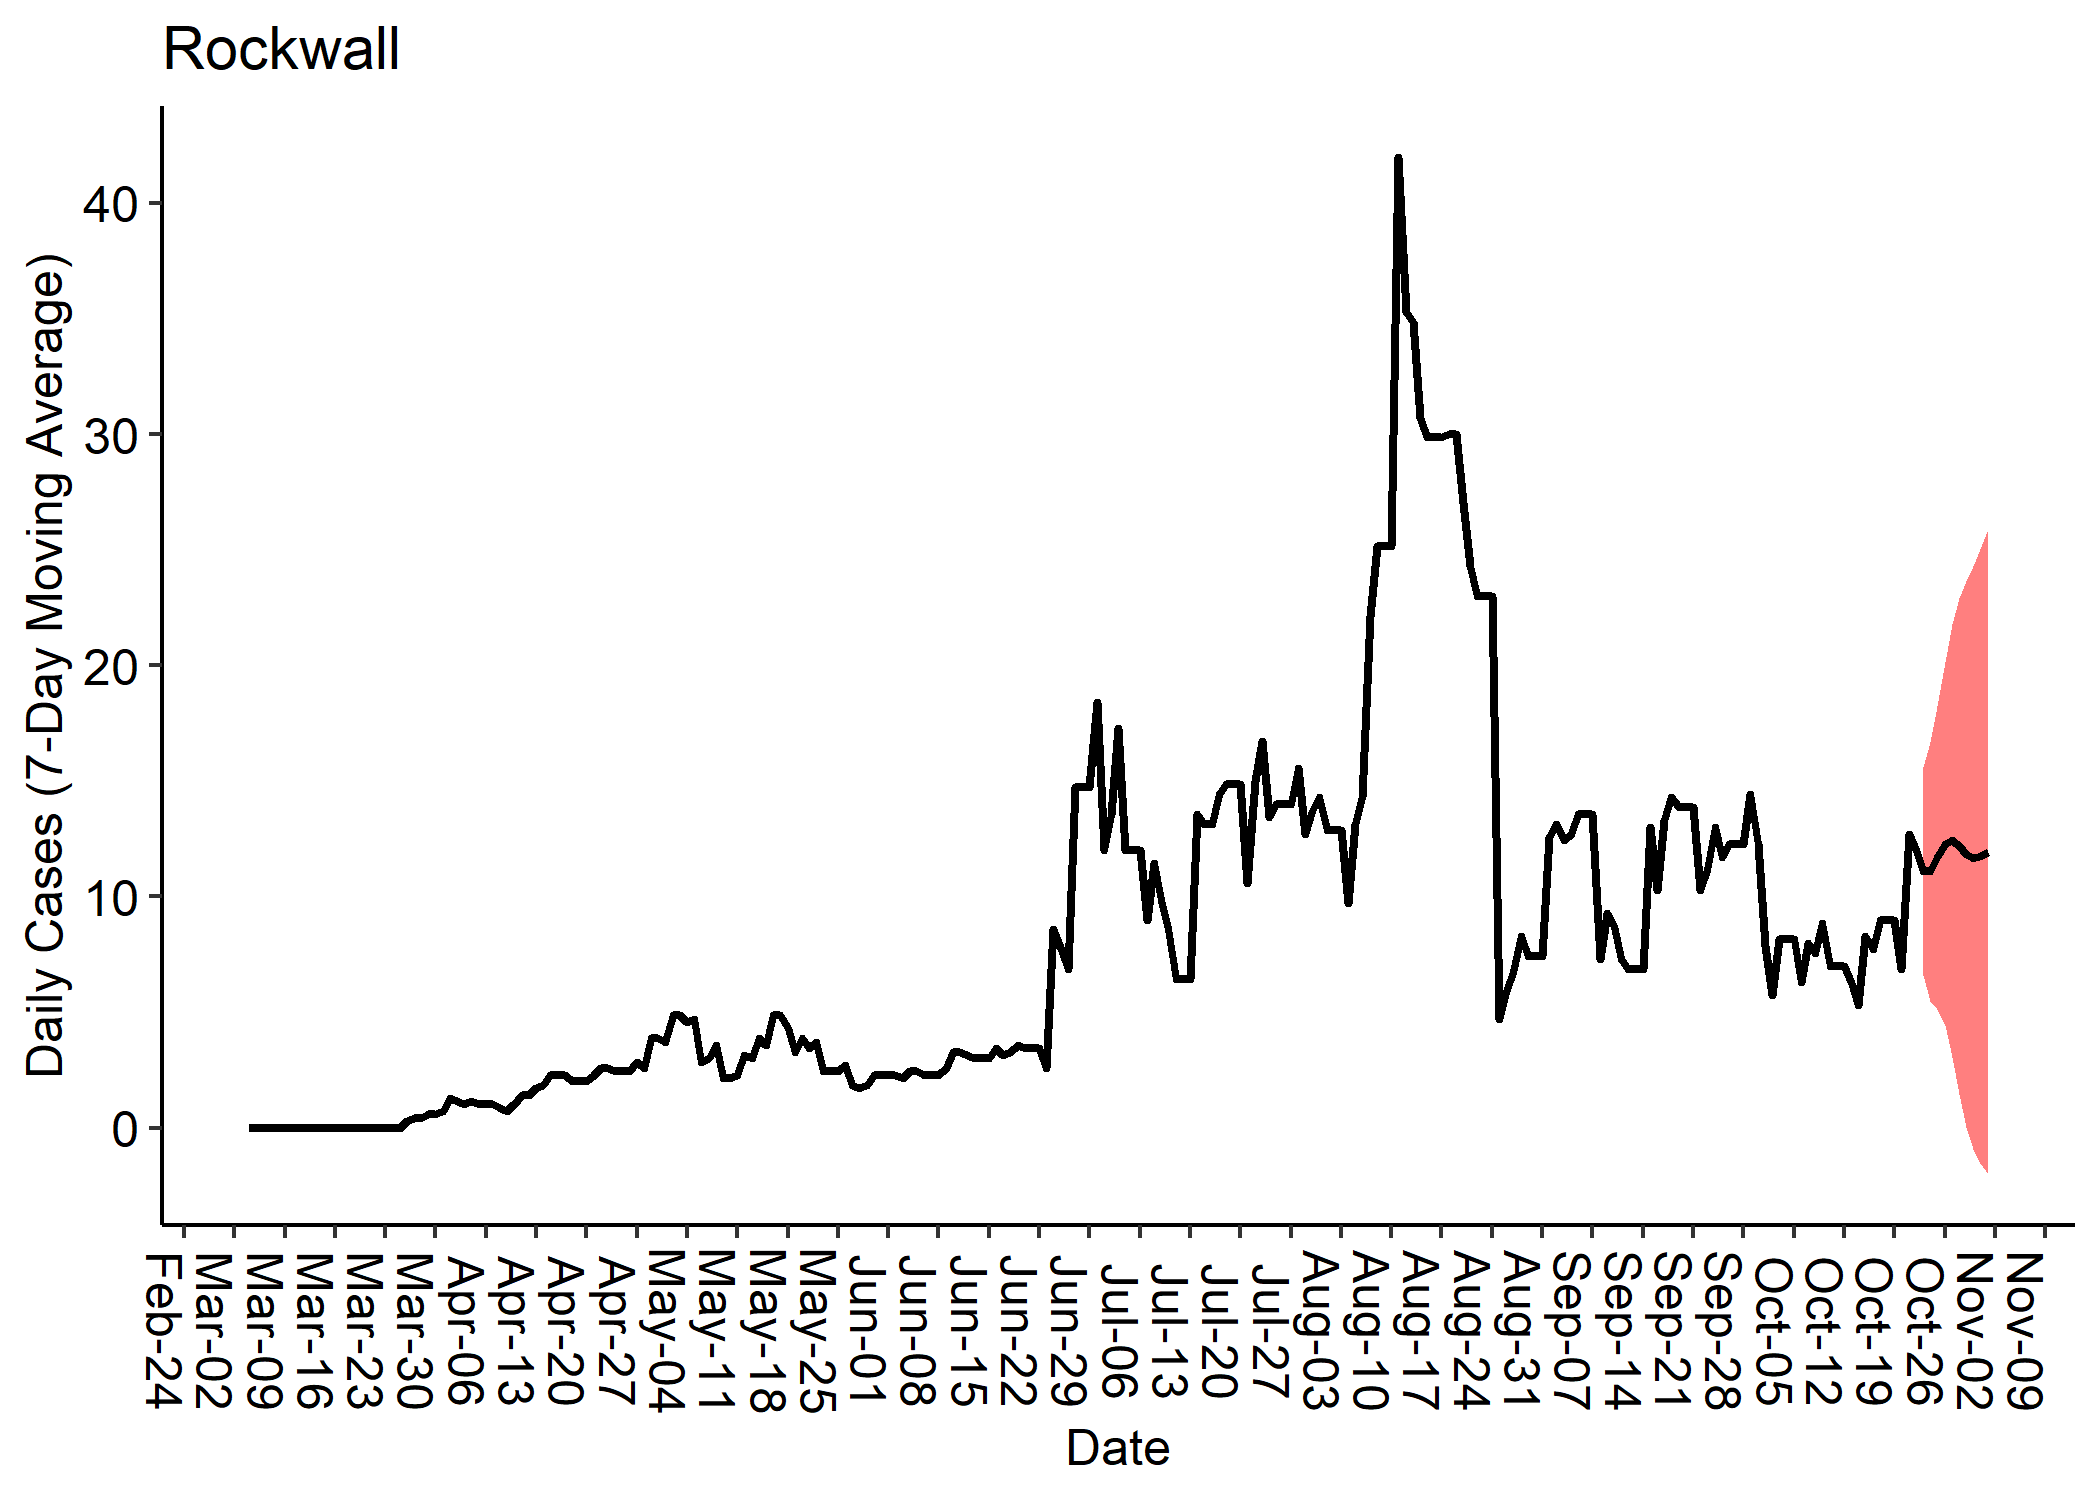 Rockwall
Daily Cases (7-Day Moving Average)
40
30
20
10
0
Feb-24
Mar-02
Mar-09
Mar-16
Mar-23
Mar-30
Apr-06
Apr-13
Apr-20
Apr-27
May-04
May-11
May-18
May-25
Jun-01
Jun-08
Jun-15
Jun-22
Jun-29
Jul-06
Jul-13
Jul-20
Jul-27
Aug-03
Aug-10
Aug-17
Aug-24
Aug-31
Sep-07
Sep-14
Sep-21
Sep-28
Oct-05
Oct-12
Oct-19
Oct-26
Nov-02
Nov-09
Date